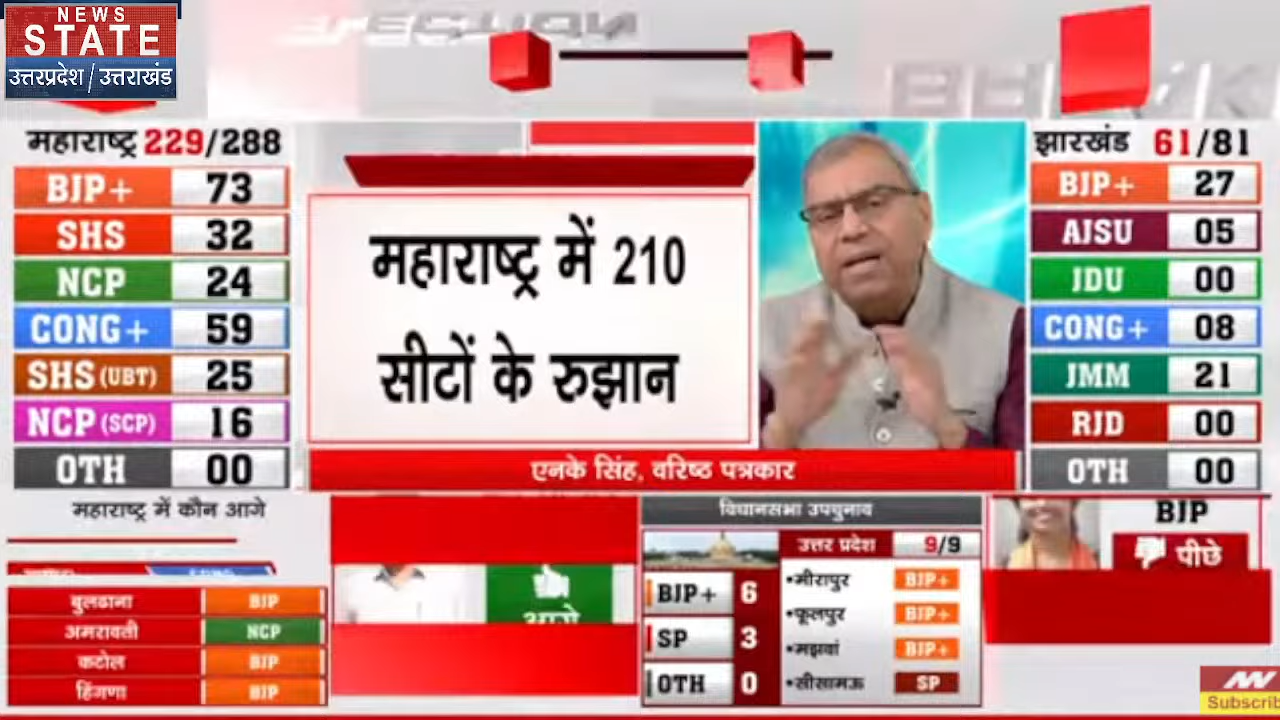 NEWS
STATE
उत्तरप्रदेश/उत्तराखंड
महाराष्ट्र 229/288
BJP+ 73
SHS 32
NCP 24
CONG+ 59
SHS (UBT) 25
NCP (SCP) 16
OTH 00
महाराष्ट्र में 210
सीटों के रुझान
एनके सिंह, वरिष्ठ पत्रकार
झारखंड 61/81
BJP+ 27
AJSU 05
JDU 00
CONG+ 08
JMM 21
RJD 00
OTH 00
महाराष्ट्र में कौन आगे
बुलढाना BJP
अमरावती NCP
कटोल BJP
हिंगणा BJP
आगे
विधानसभा उपचुनाव
उत्तर प्रदेश 9/9
BJP+ 6
SP 3
OTH 0
•मीरापुर BJP+
•फूलपुर BJP+
•मझवां BJP+
•सीसामऊ SP
BJP
पीछे
Subscrib